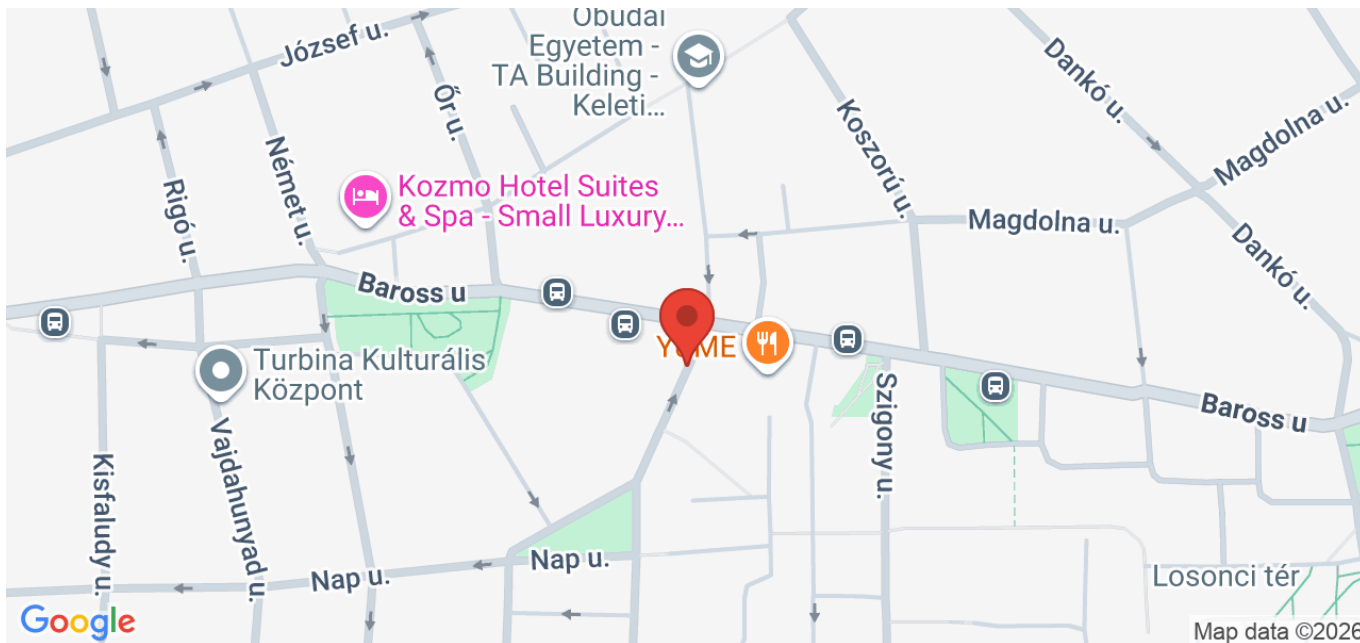 Óbudai
Egyetem -
TA Building -
Keleti...
József u.
Őr u.
Német u.
Rigó u.
Koszorú u.
Dankó u.
Magdolna u.
Kozmo Hotel Suites
& Spa - Small Luxury...
Magdolna u.
Dankó u.
Baross u
Turbina Kulturális
Központ
Szigony u.
Baross u
Kisfaludy u.
Vajdahunyad u.
Nap u.
Nap u.
Losonci tér
Google
Map data ©2026